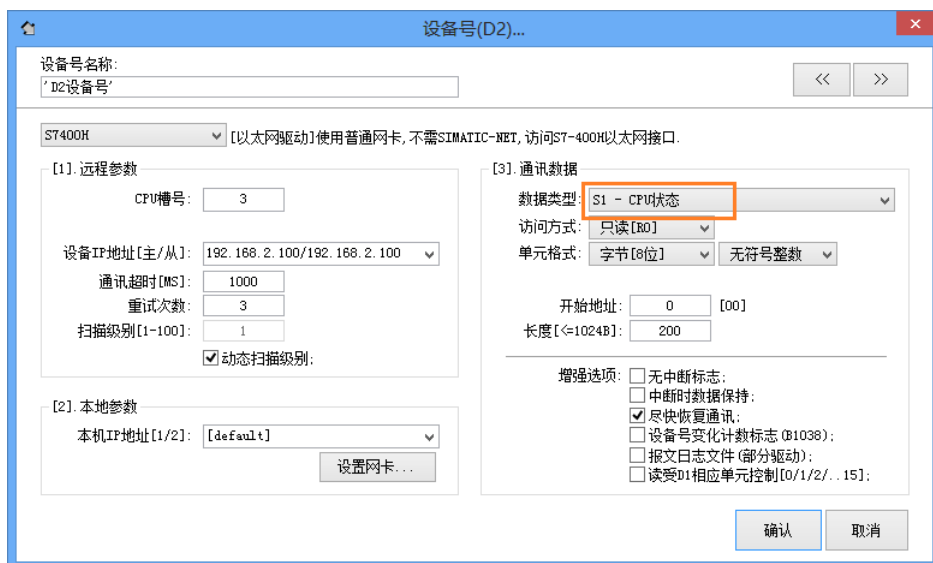 设备号(D2)...
设备号名称:
'D2设备号'
<< >>
S7400H [以太网驱动]使用普通网卡,不需SIMATIC-NET,访问S7-400H以太网接口.
[1].远程参数
CPU槽号: 3
设备IP地址[主/从]: 192.168.2.100/192.168.2.100
通讯超时[MS]: 1000
重试次数: 3
扫描级别[1-100]: 1
动态扫描级别;
[2].本地参数
本机IP地址[1/2]: [default]
设置网卡...
[3].通讯数据
数据类型: S1 - CPU状态
访问方式: 只读[RO]
单元格式: 字节[8位] 无符号整数
开始地址: 0 [00]
长度[<=1024B]: 200
增强选项: 无中断标志;
中断时数据保持;
尽快恢复通讯;
设备号变化计数标志(B1038);
报文日志文件(部分驱动);
读受D1相应单元控制[0/1/2/..15];
确认 取消